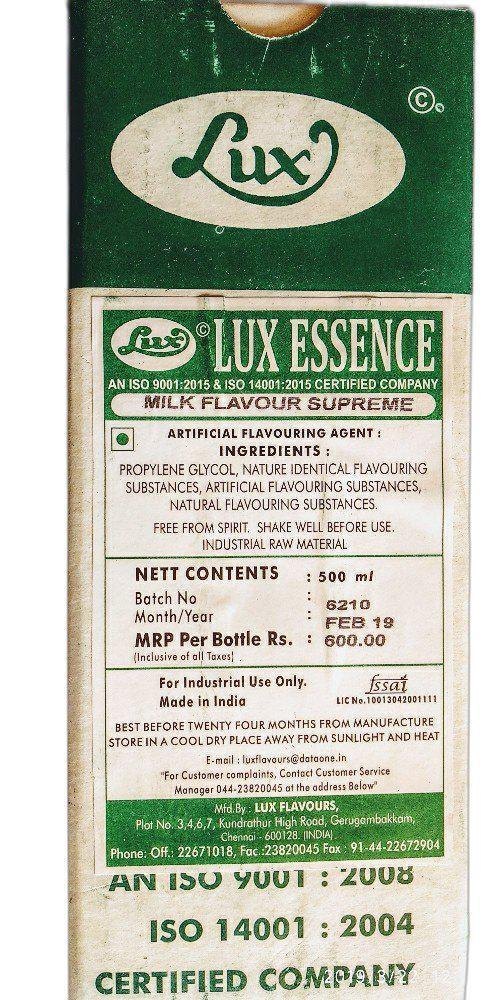 ©
Lux
Lux © LUX ESSENCE
AN ISO 9001:2015 & ISO 14001:2015 CERTIFIED COMPANY
MILK FLAVOUR SUPREME
ARTIFICIAL FLAVOURING AGENT :
INGREDIENTS :
PROPYLENE GLYCOL, NATURE IDENTICAL FLAVOURING
SUBSTANCES, ARTIFICIAL FLAVOURING SUBSTANCES,
NATURAL FLAVOURING SUBSTANCES.
FREE FROM SPIRIT. SHAKE WELL BEFORE USE.
INDUSTRIAL RAW MATERIAL
NETT CONTENTS : 500 ml
Batch No : 6210
Month/Year : FEB 19
MRP Per Bottle Rs. : 600.00
(Inclusive of all Taxes)
For Industrial Use Only. fssai
Made in India LIC No.10013042001111
BEST BEFORE TWENTY FOUR MONTHS FROM MANUFACTURE
STORE IN A COOL DRY PLACE AWAY FROM SUNLIGHT AND HEAT
E-mail : luxflavours@dataone.in
"For Customer complaints, Contact Customer Service
Manager 044-23820045 at the address Below"
Mfd.By : LUX FLAVOURS,
Plot No. 3,4,6,7, Kundrathur High Road, Gerugambakkam,
Chennai - 600128. (INDIA)
Phone: Off.: 22671018, Fac.:23820045 Fax : 91-44-22672904
AN ISO 9001 : 2008
ISO 14001 : 2004
CERTIFIED COMPANY